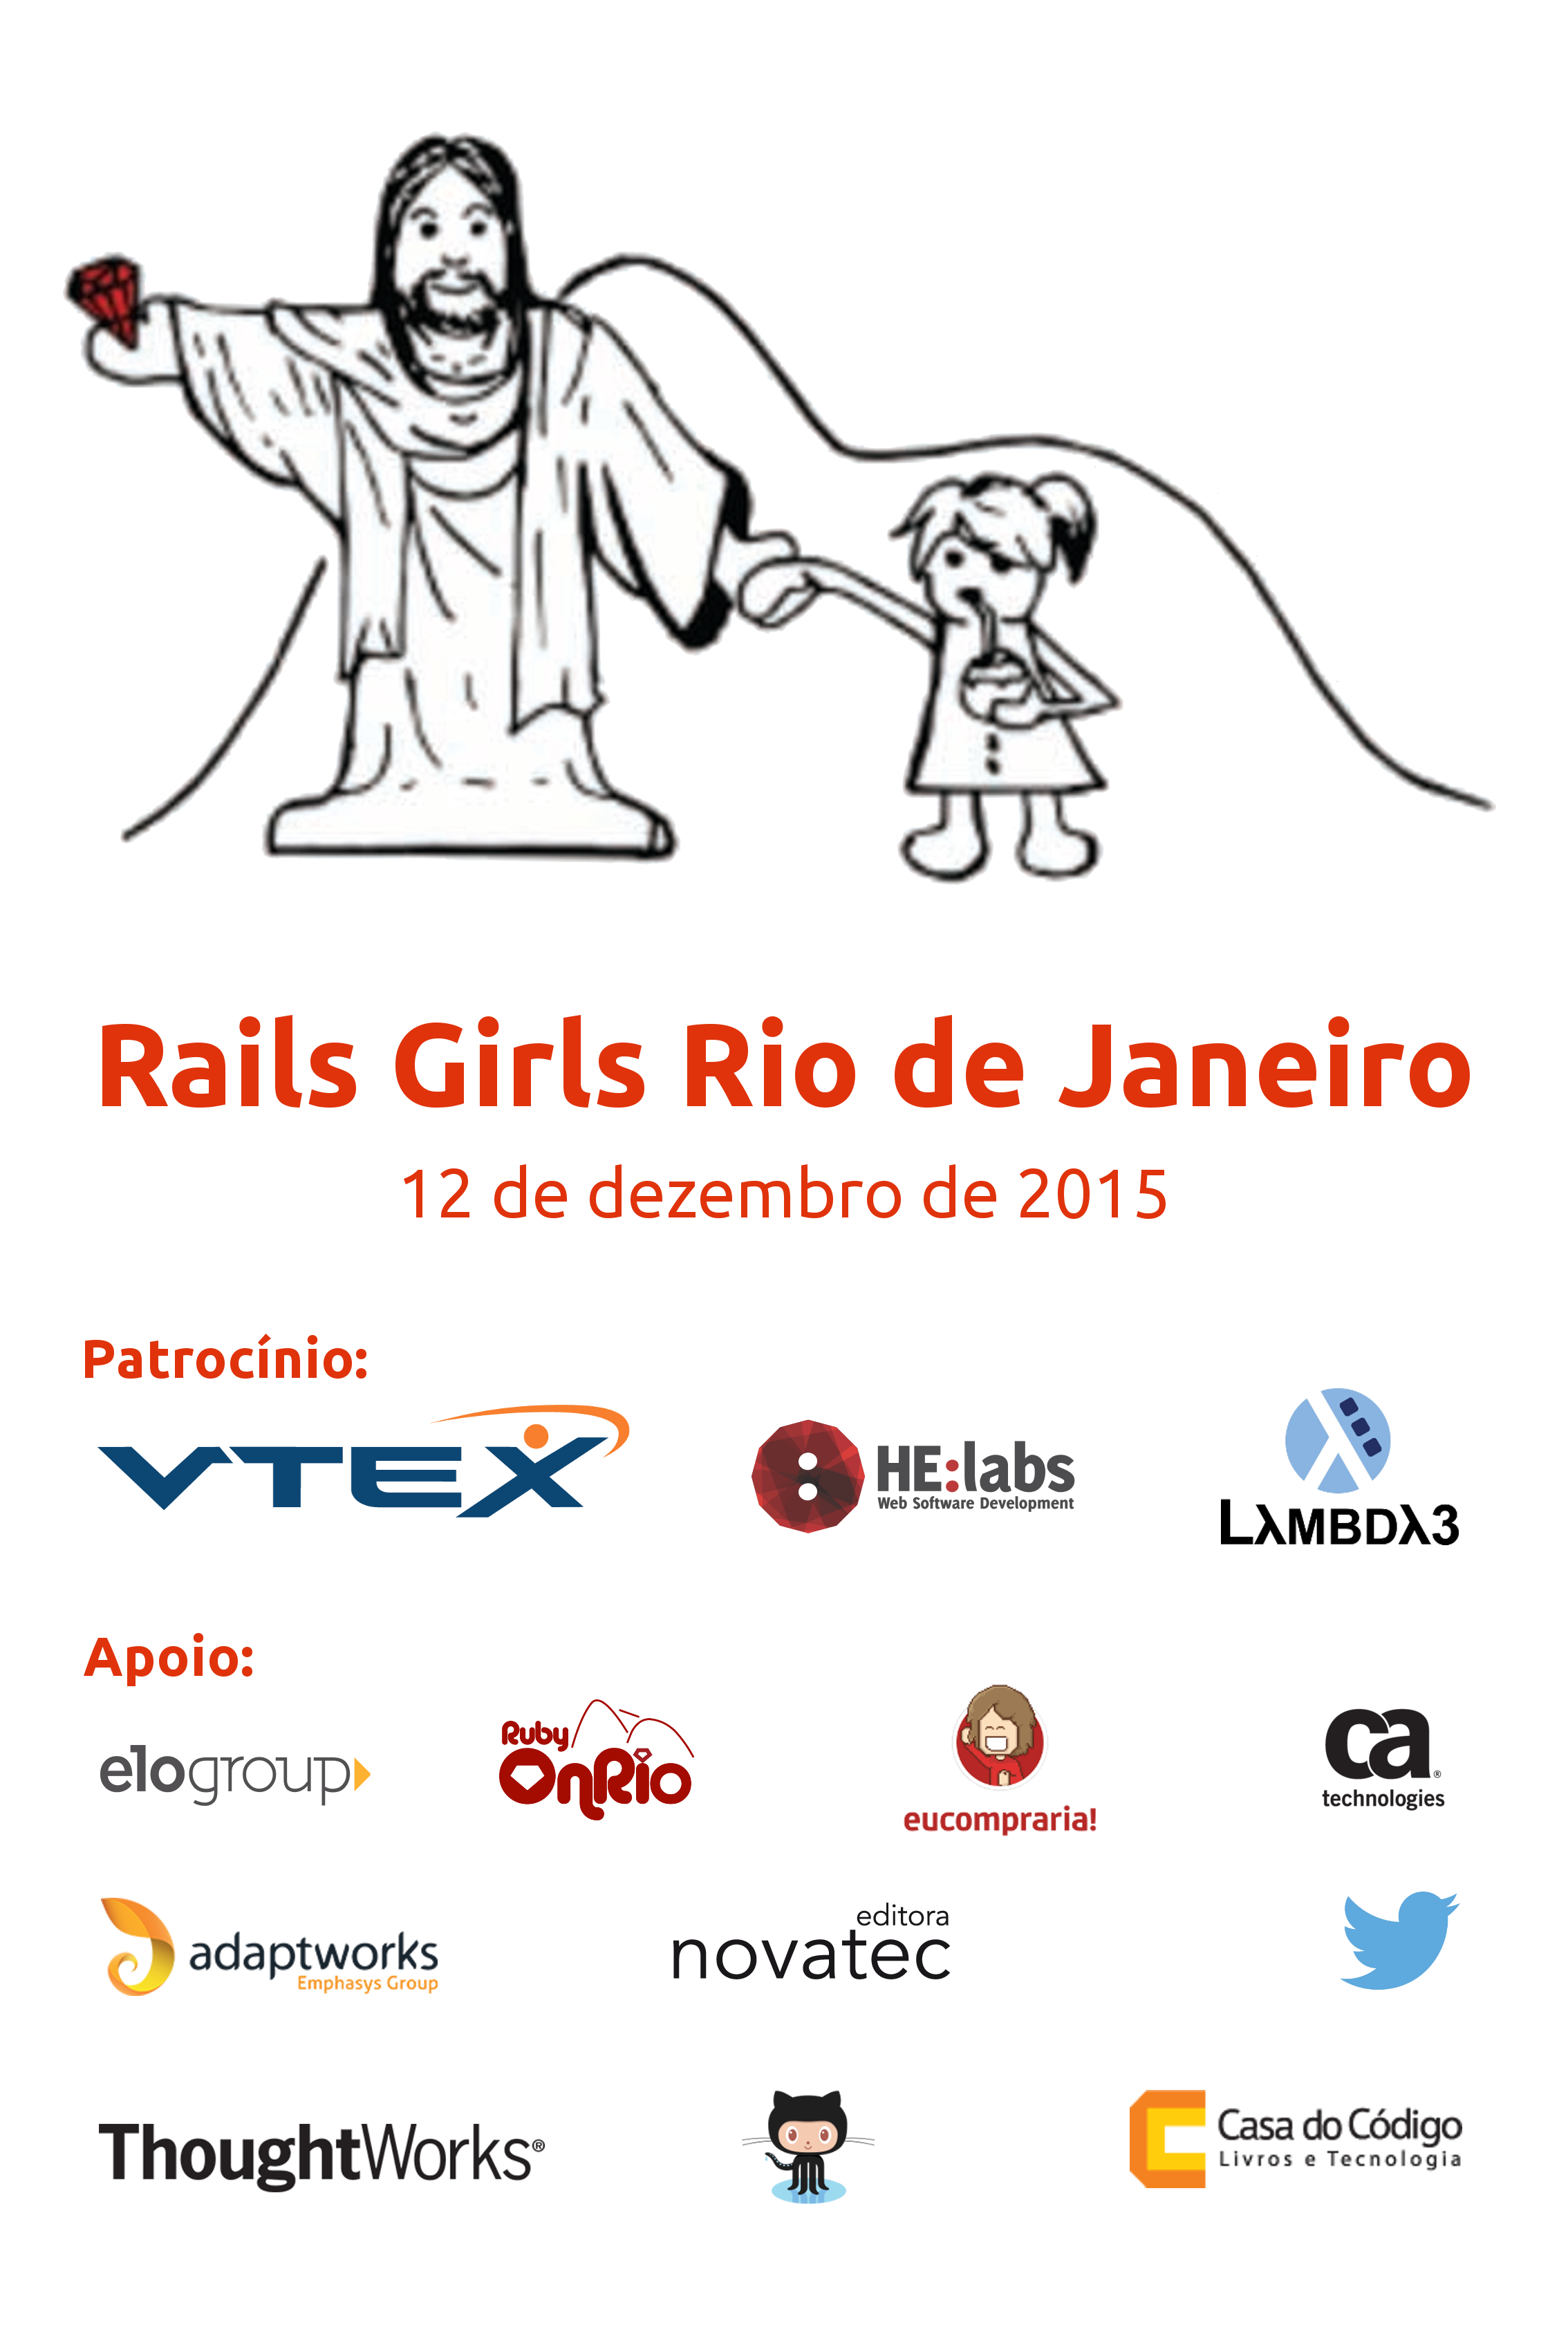 Rails Girls Rio de Janeiro
12 de dezembro de 2015
Patrocínio:
VTEX
HE:labs
Web Software Development
LλMBDλ3
Apoio:
elogroup
Ruby
OnRio
eucompraria!
ca®
technologies
adaptworks
Emphasys Group
editora
novatec
ThoughtWorks®
Casa do Código
Livros e Tecnologia